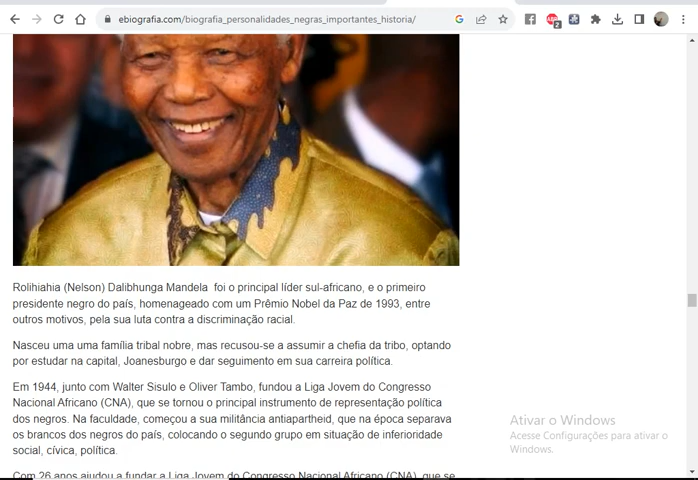 ebiografia.com/biografia_personalidades_negras_importantes_historia/
2
Rolihiahia (Nelson) Dalibhunga Mandela  foi o principal líder sul-africano, e o primeiro
presidente negro do país, homenageado com um Prêmio Nobel da Paz de 1993, entre
outros motivos, pela sua luta contra a discriminação racial.
Nasceu uma uma família tribal nobre, mas recusou-se a assumir a chefia da tribo, optando
por estudar na capital, Joanesburgo e dar seguimento em sua carreira política.
Em 1944, junto com Walter Sisulo e Oliver Tambo, fundou a Liga Jovem do Congresso
Nacional Africano (CNA), que se tornou o principal instrumento de representação política
dos negros. Na faculdade, começou a sua militância antiapartheid, que na época separava
os brancos dos negros do país, colocando o segundo grupo em situação de inferioridade
social, cívica, política.
Com 26 anos ajudou a fundar a Liga Jovem do Congresso Nacional Africano (CNA), que se
Ativar o Windows
Acesse Configurações para ativar o
Windows.